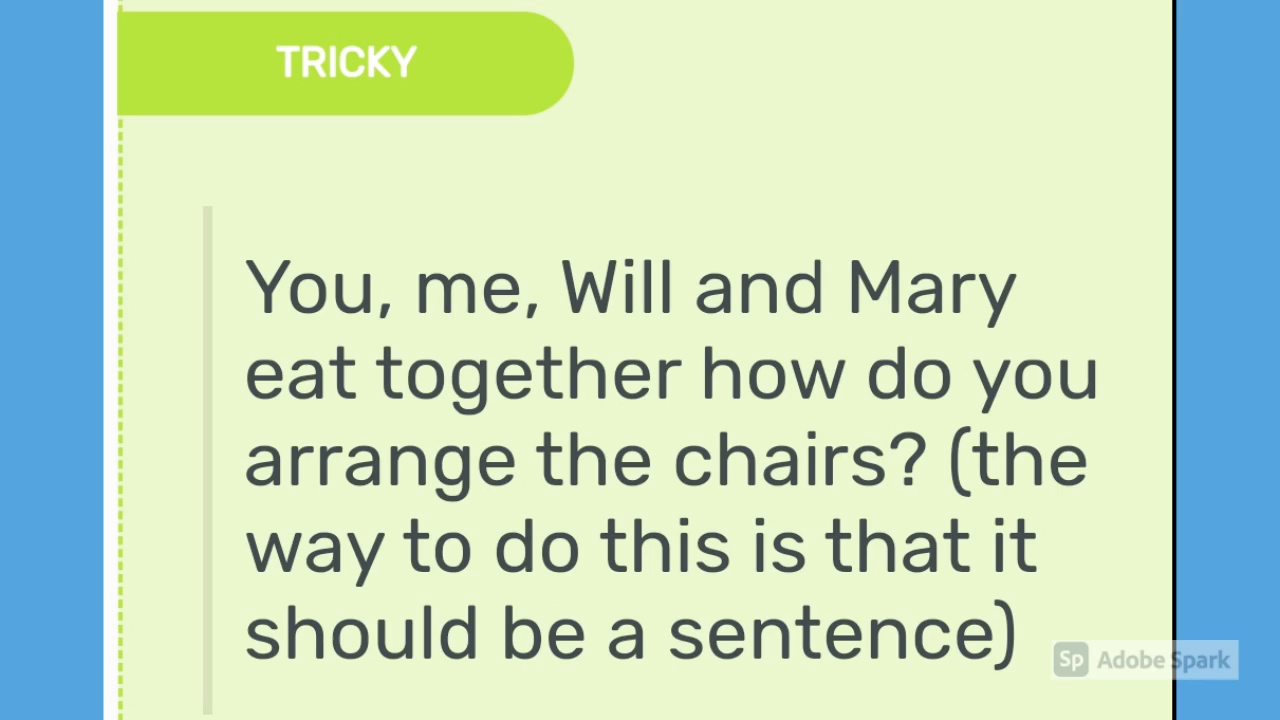 TRICKY
You, me, Will and Mary
eat together how do you
arrange the chairs? (the
way to do this is that it
should be a sentence)
Sp Adobe Spark